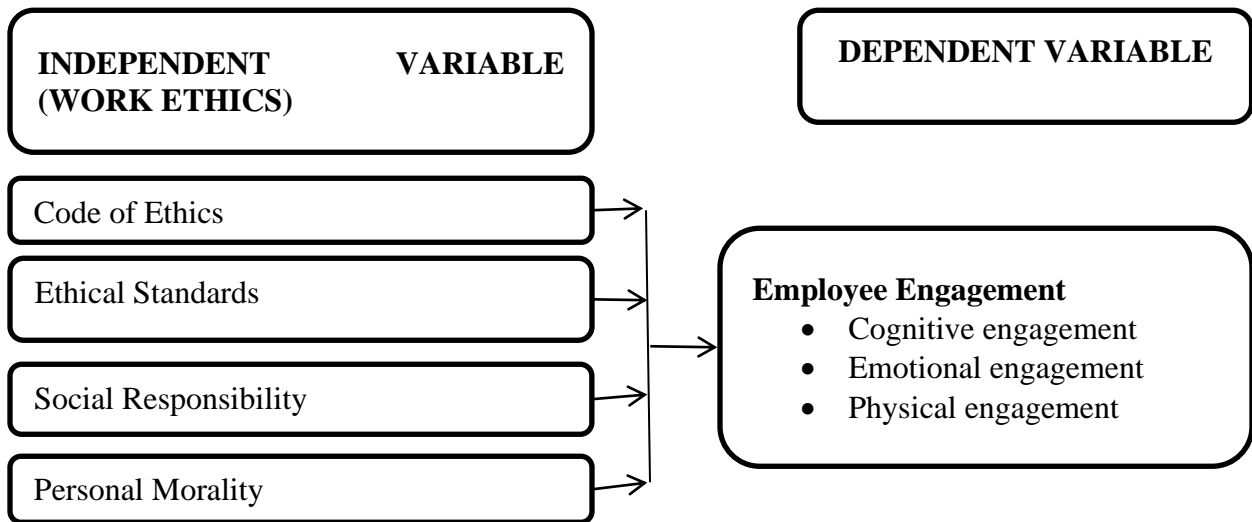 INDEPENDENT VARIABLE
(WORK ETHICS)
DEPENDENT VARIABLE
Code of Ethics
Ethical Standards
Social Responsibility
Personal Morality
Employee Engagement
• Cognitive engagement
• Emotional engagement
• Physical engagement